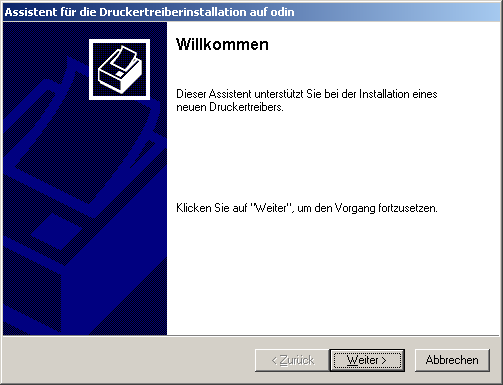 Assistent für die Druckertreiberinstallation auf odin
Willkommen
Dieser Assistent unterstützt Sie bei der Installation eines
neuen Druckertreibers.
Klicken Sie auf "Weiter", um den Vorgang fortzusetzen.
< Zurück Weiter > Abbrechen